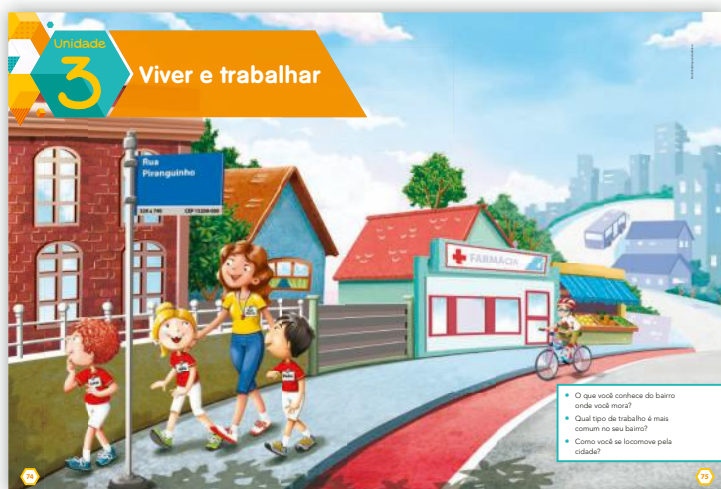 Unidade
3
Viver e trabalhar
Rua
Piranguinho
FARMÁCIA
• O que você conhece do bairro
onde você mora?
• Qual tipo de trabalho é mais
comum no seu bairro?
• Como você se locomove pela
cidade?
74
75